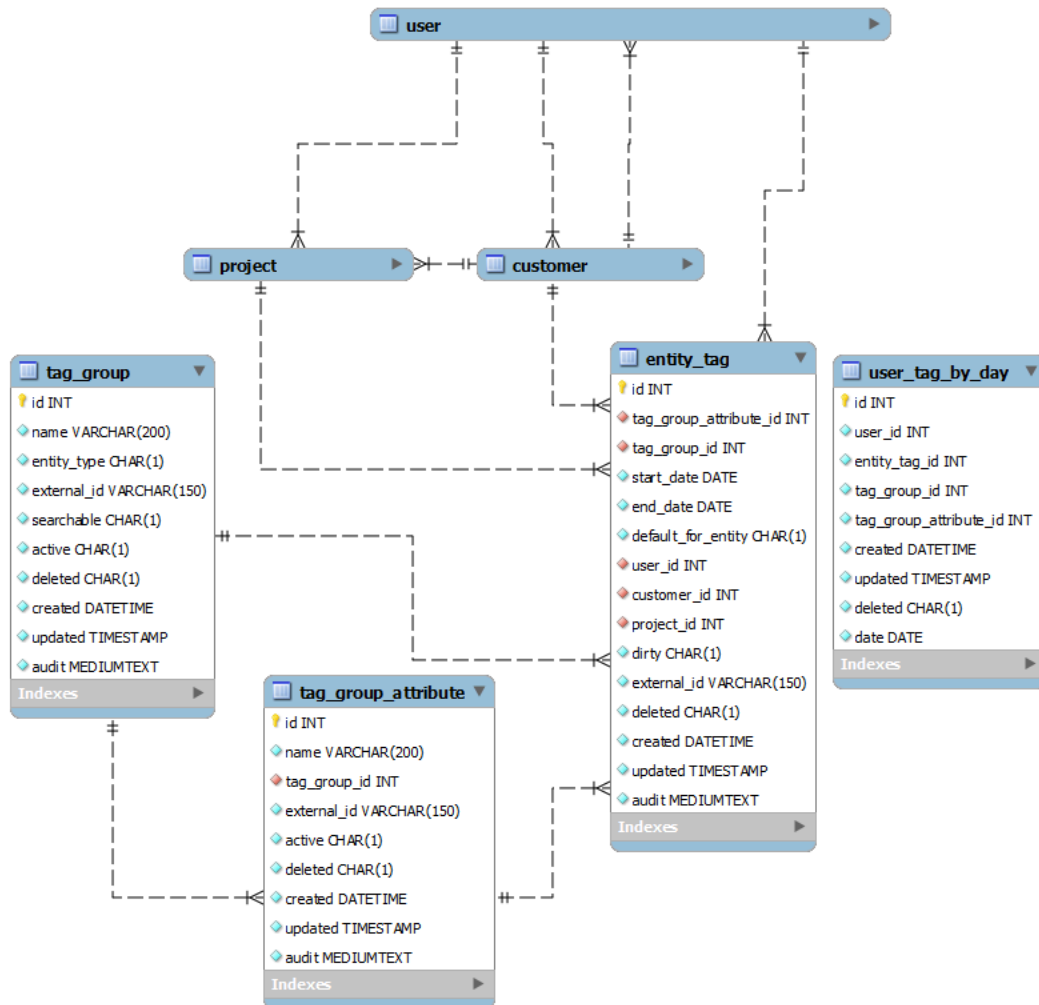 user
project
customer
tag_group
id INT
name VARCHAR(200)
entity_type CHAR(1)
external_id VARCHAR(150)
searchable CHAR(1)
active CHAR(1)
deleted CHAR(1)
created DATETIME
updated TIMESTAMP
audit MEDIUMTEXT
Indexes
tag_group_attribute
id INT
name VARCHAR(200)
tag_group_id INT
external_id VARCHAR(150)
active CHAR(1)
deleted CHAR(1)
created DATETIME
updated TIMESTAMP
audit MEDIUMTEXT
Indexes
entity_tag
id INT
tag_group_attribute_id INT
tag_group_id INT
start_date DATE
end_date DATE
default_for_entity CHAR(1)
user_id INT
customer_id INT
project_id INT
dirty CHAR(1)
external_id VARCHAR(150)
deleted CHAR(1)
created DATETIME
updated TIMESTAMP
audit MEDIUMTEXT
Indexes
user_tag_by_day
id INT
user_id INT
entity_tag_id INT
tag_group_id INT
tag_group_attribute_id INT
created DATETIME
updated TIMESTAMP
deleted CHAR(1)
date DATE
Indexes